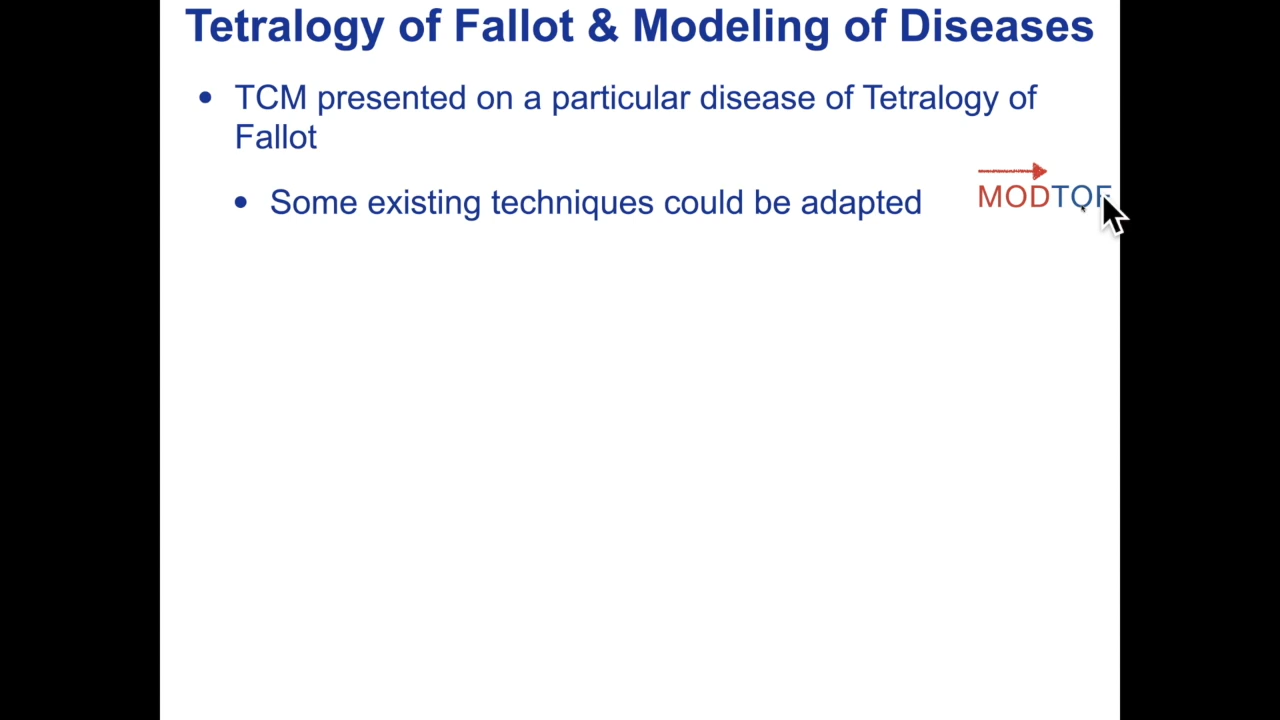 Tetralogy of Fallot & Modeling of Diseases
• TCM presented on a particular disease of Tetralogy of
Fallot
• Some existing techniques could be adapted
MODTOF